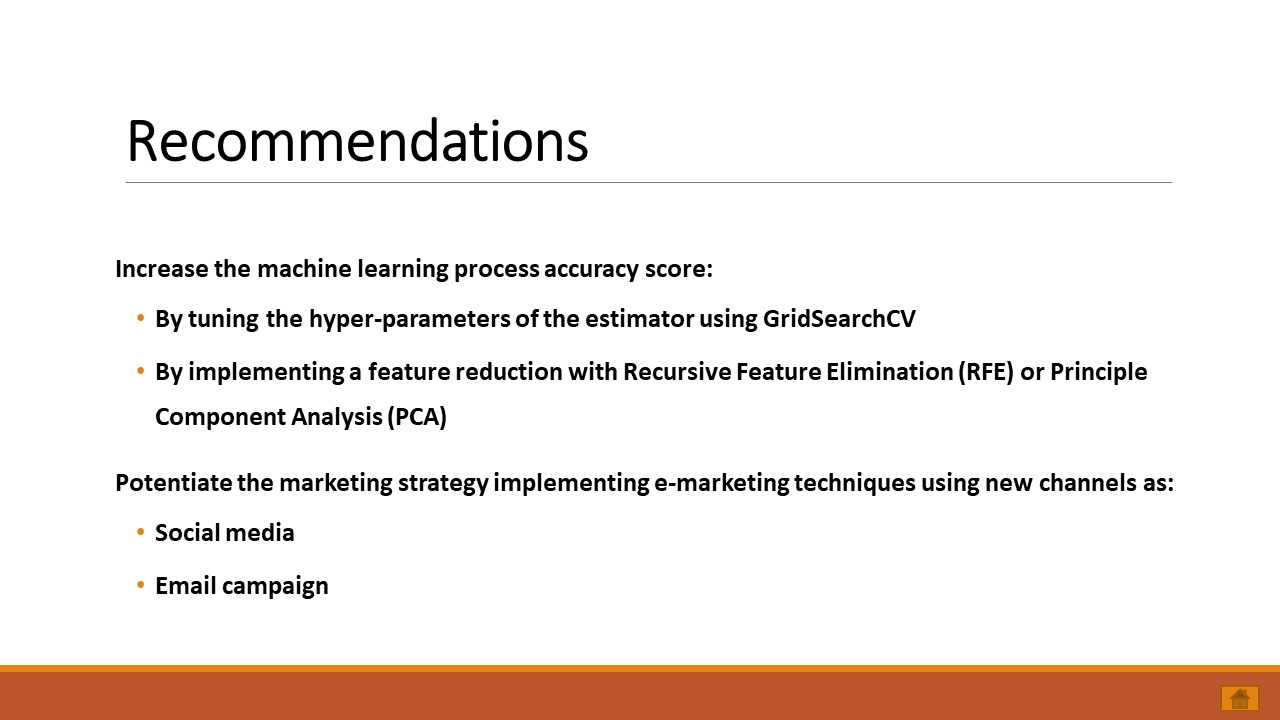 Recommendations
Increase the machine learning process accuracy score:
• By tuning the hyper-parameters of the estimator using GridSearchCV
• By implementing a feature reduction with Recursive Feature Elimination (RFE) or Principle
Component Analysis (PCA)
Potentiate the marketing strategy implementing e-marketing techniques using new channels as:
• Social media
• Email campaign